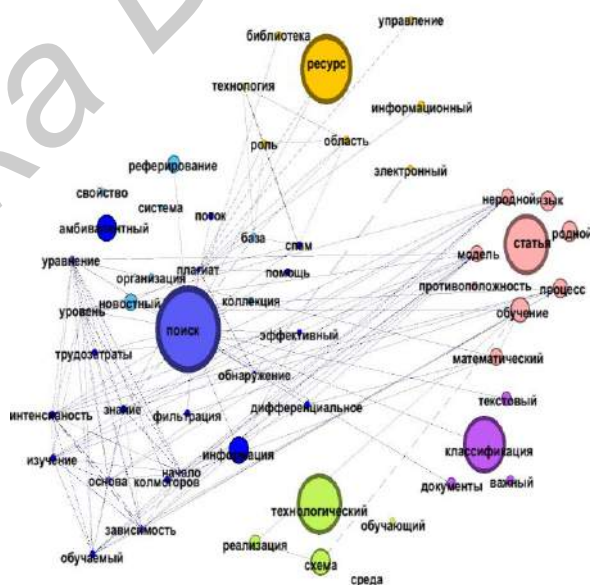 управление
библиотека
ресурс
технология
информационный
роль
область
реферирование
электронный
свойство
неродной
язык
система
поток
амбивалентный
статья
родной
база
спам
уравнение
модель
плагиат
помощь
организация
противоположность
процесс
новостный
коллекция
уровень
обучение
поиск
эффективный
трудозатраты
математический
обнаружение
текстовый
интенсивность
знание
фильтрация
дифференциальное
классификация
изучение
информация
начало
основа
колмогоров
документы
важный
технологический
обучающий
зависимость
реализация
обучаемый
схема
среда